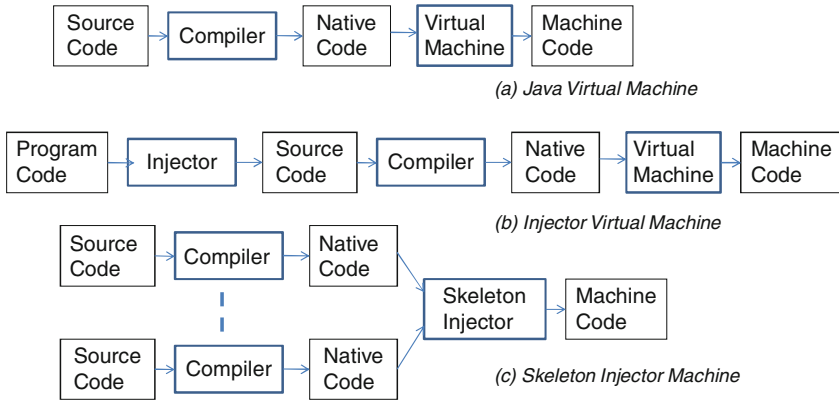 Source
Code
Compiler
Native
Code
Virtual
Machine
Machine
Code
(a) Java Virtual Machine
Program
Code
Injector
Source
Code
Compiler
Native
Code
Virtual
Machine
Machine
Code
(b) Injector Virtual Machine
Source
Code
Compiler
Native
Code
Skeleton
Injector
Machine
Code
Source
Code
Compiler
Native
Code
(c) Skeleton Injector Machine